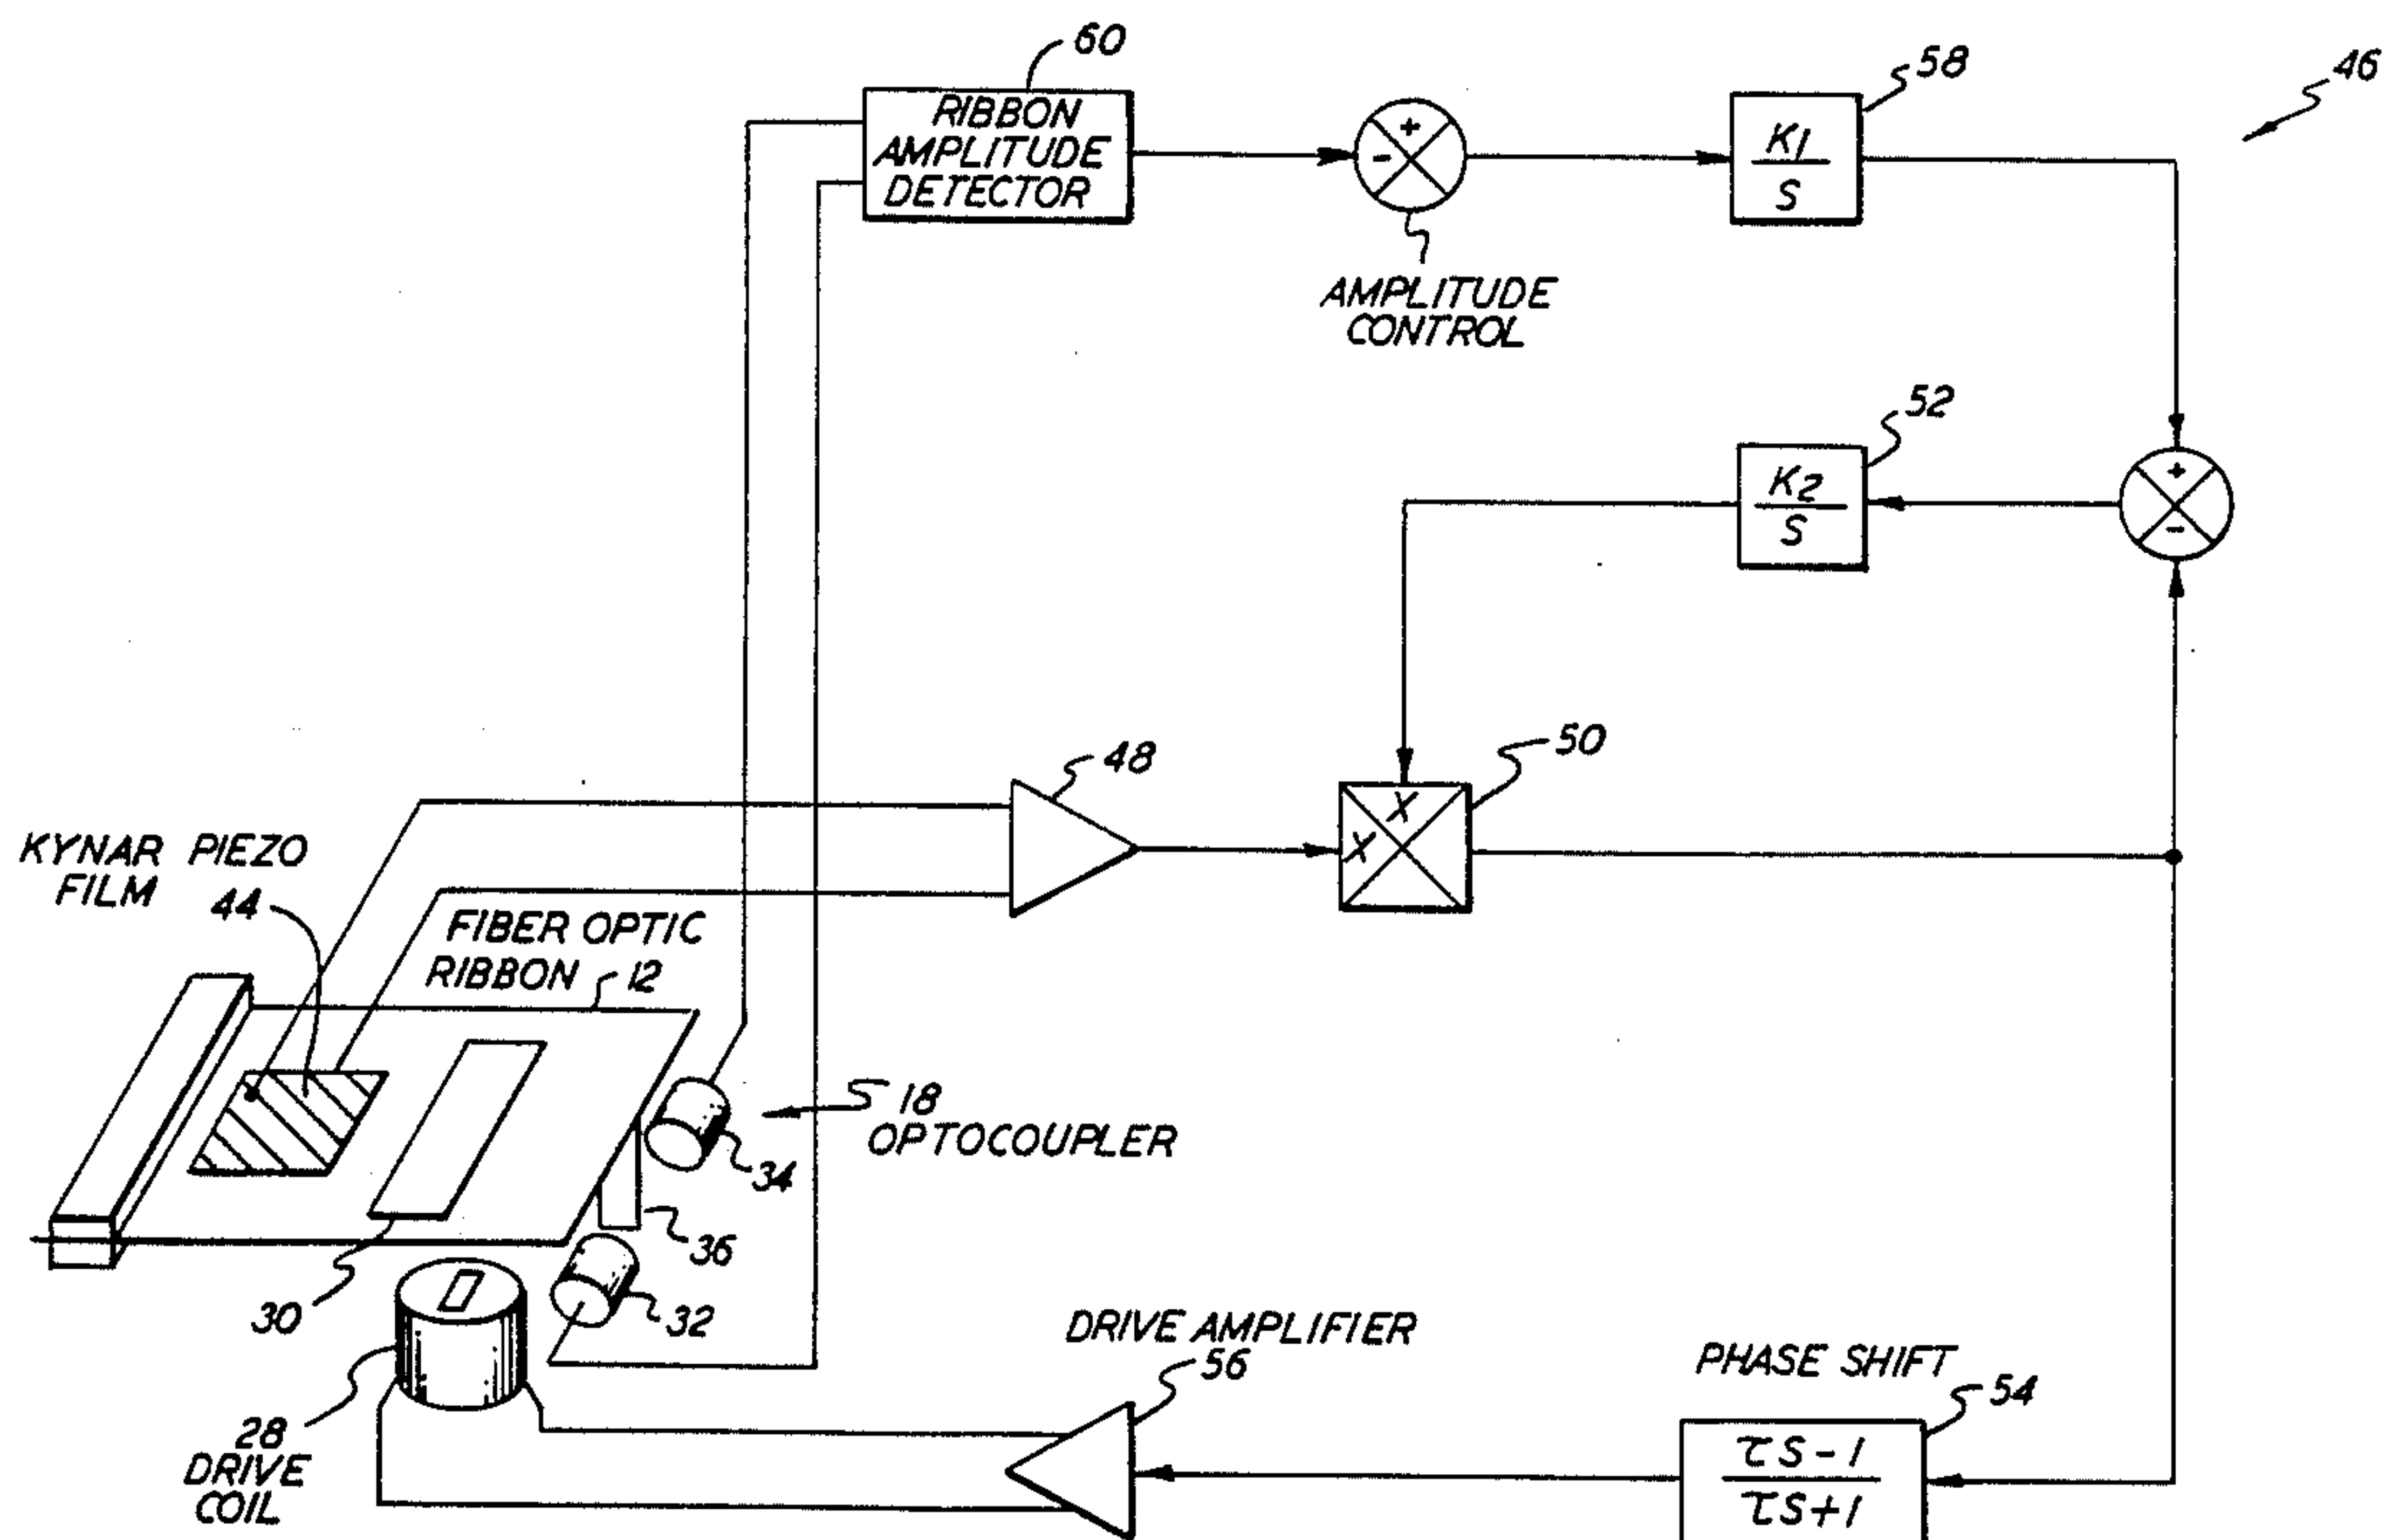 60
58
46
RIBBON
AMPLITUDE
DETECTOR
+
-
K1
S
AMPLITUDE
CONTROL
52
K2
S
+
-
48
50
X
X
KYNAR PIEZO
FILM
44
FIBER OPTIC
RIBBON 12
18
OPTOCOUPLER
34
36
30
32
DRIVE AMPLIFIER
56
PHASE SHIFT
54
28
DRIVE
COIL
τS-1
τS+1